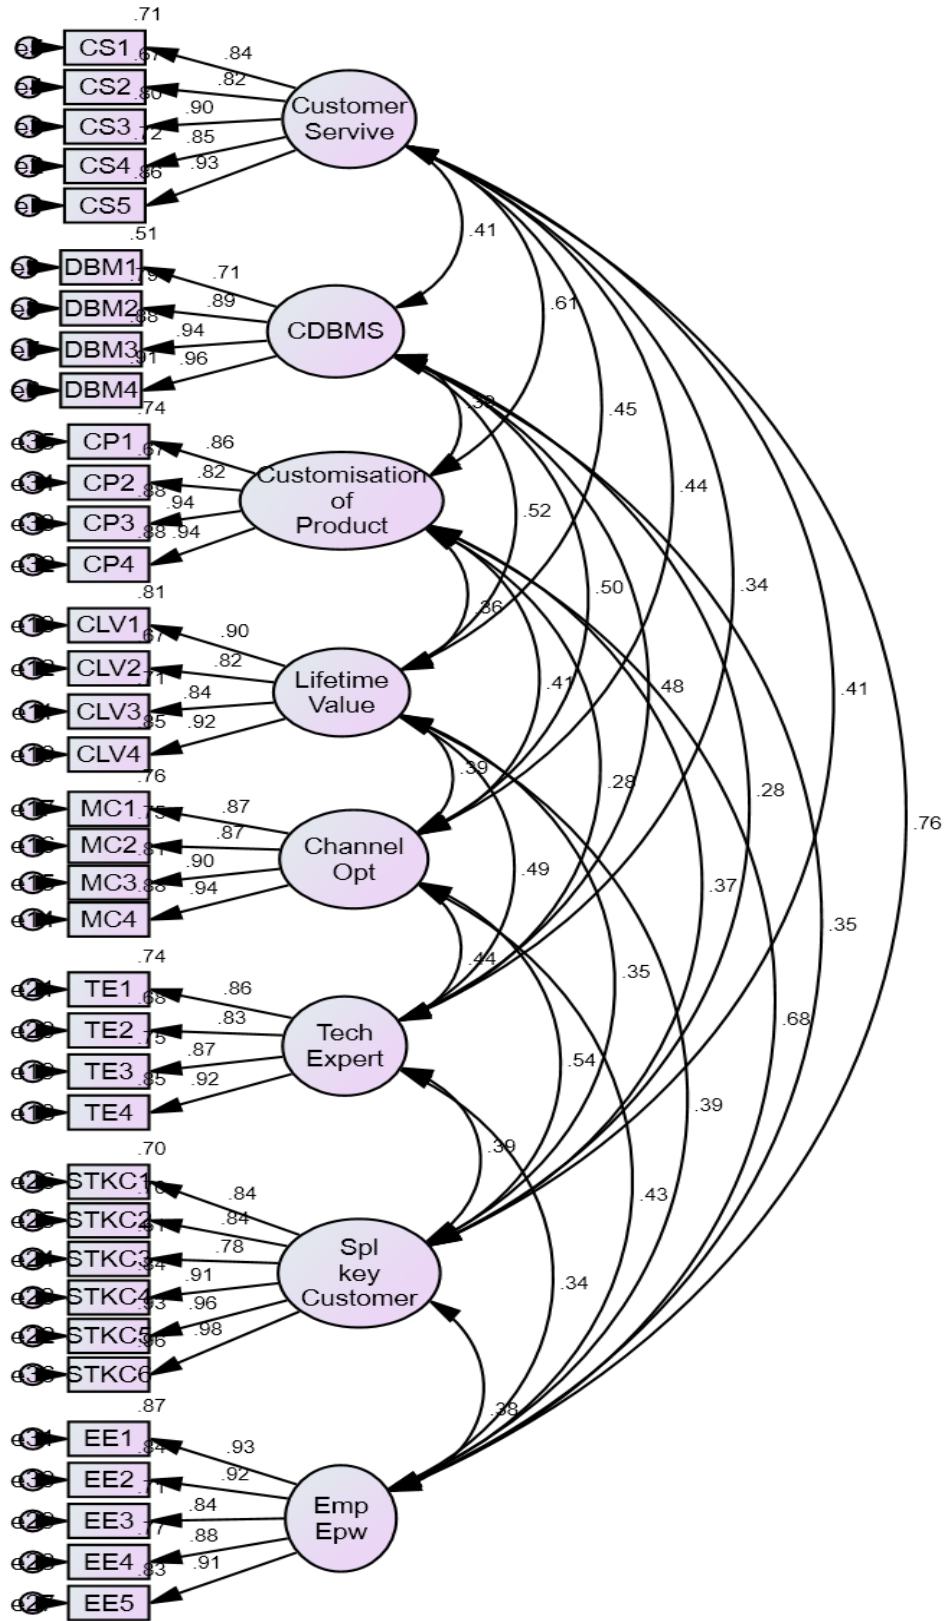 .71
CS1
.84
.67
CS2
.82
.80
CS3
.90
.72
CS4
.85
.86
CS5
.93
Customer
Servive
.41
.51
DBM1
.71
.79
DBM2
.89
.88
DBM3
.94
.91
DBM4
.96
CDBMS
.61
.39
.45
.74
CP1
.86
.67
CP2
.82
.88
CP3
.94
.88
CP4
.94
Customisation
of
Product
.44
.52
.50
.34
.36
.81
CLV1
.90
.67
CLV2
.82
.71
CLV3
.84
.85
CLV4
.92
Lifetime
Value
.41
.48
.41
.39
.28
.28
.76
.76
MC1
.87
.75
MC2
.87
.81
MC3
.90
.88
MC4
.94
Channel
Opt
.49
.37
.35
.44
.35
.68
.74
TE1
.86
.68
TE2
.83
.75
TE3
.87
.85
TE4
.92
Tech
Expert
.54
.39
.39
.43
.70
STKC1
.84
.70
STKC2
.84
.61
STKC3
.78
.84
STKC4
.91
.93
STKC5
.96
.96
STKC6
.98
Spl
key
Customer
.34
.38
.87
EE1
.93
.84
EE2
.92
.71
EE3
.84
.77
EE4
.88
.83
EE5
.91
Emp
Epw